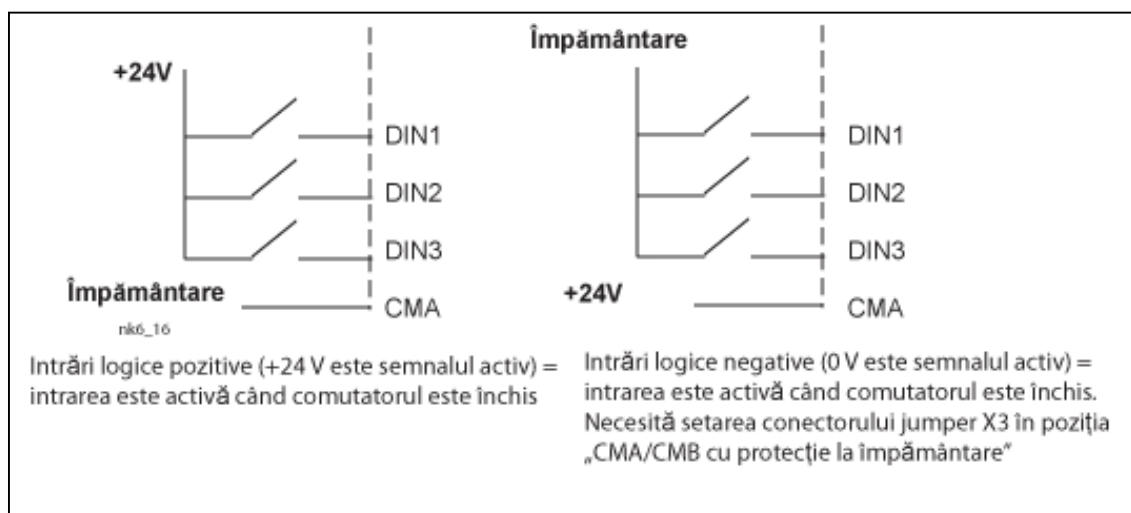 +24V
DIN1
DIN2
DIN3
Împământare
CMA
nk6_16
Intrări logice pozitive (+24 V este semnalul activ) =
intrarea este activă când comutatorul este închis
Împământare
DIN1
DIN2
DIN3
+24V
CMA
Intrări logice negative (0 V este semnalul activ) =
intrarea este activă când comutatorul este închis.
Necesită setarea conectorului jumper X3 în poziția
„CMA/CMB cu protecție la împământare”